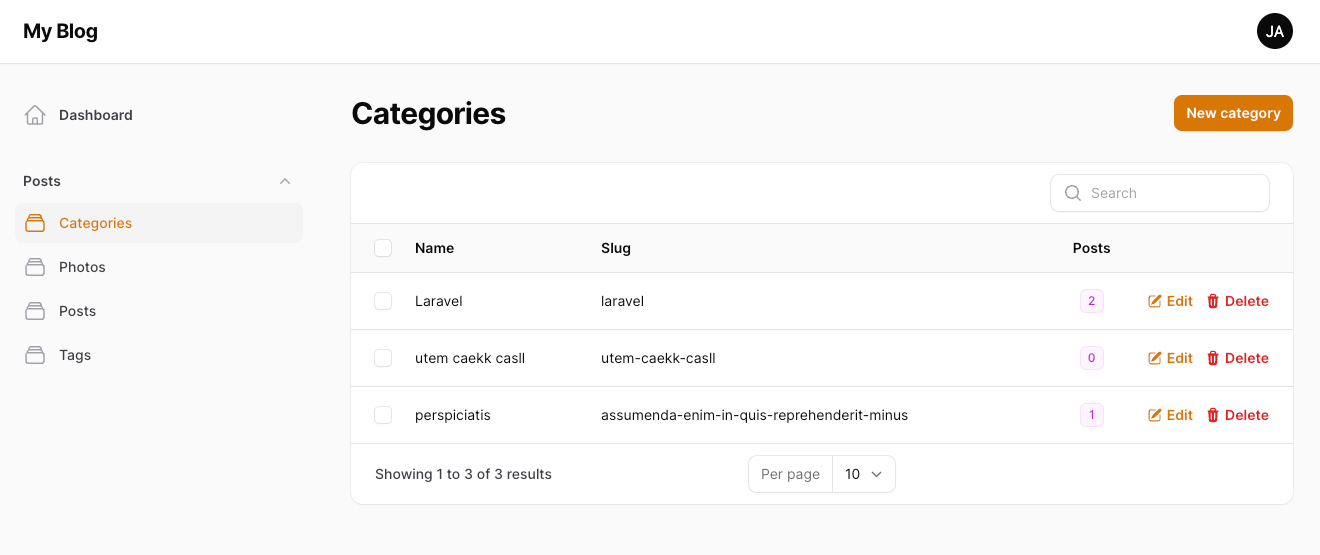 My Blog
JA
Dashboard
Categories
New category
Posts
Categories
Photos
Posts
Tags
Search
Name Slug Posts
Laravel laravel 2 Edit Delete
utem caekk casll utem-caekk-casll 0 Edit Delete
perspiciatis assumenda-enim-in-quis-reprehenderit-minus 1 Edit Delete
Showing 1 to 3 of 3 results Per page 10